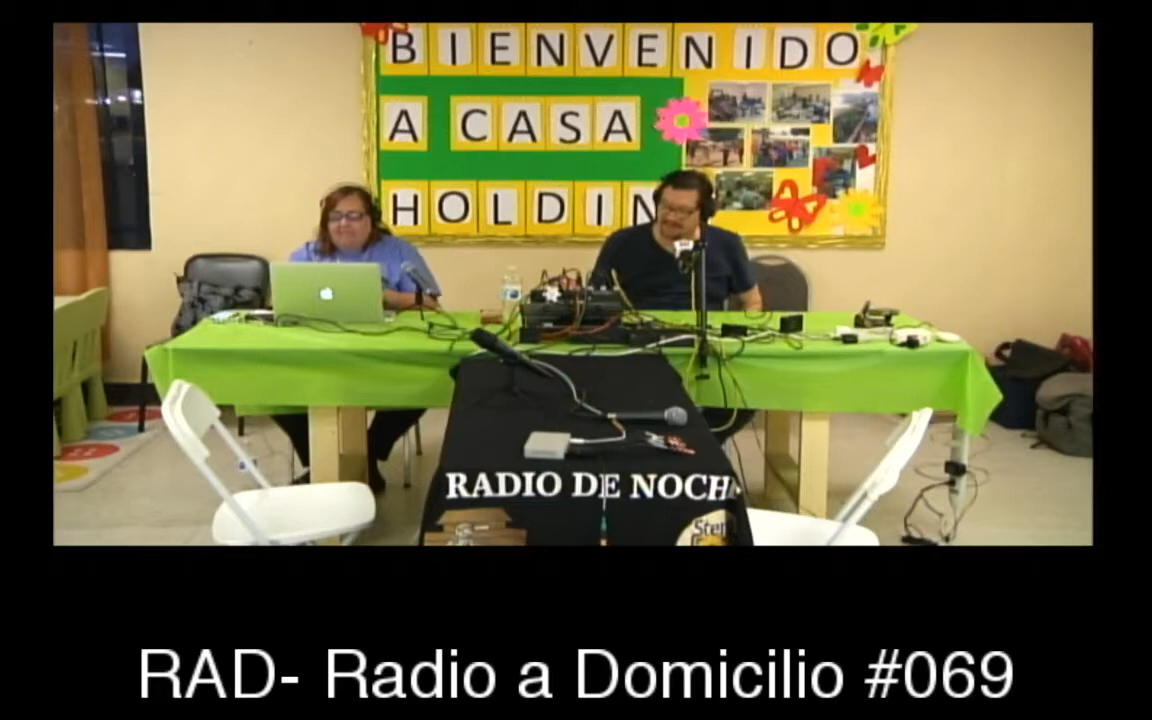 BIENVENIDO
A CASA
HOLDIN
RADIO DE NOCH
RAD- Radio a Domicilio #069